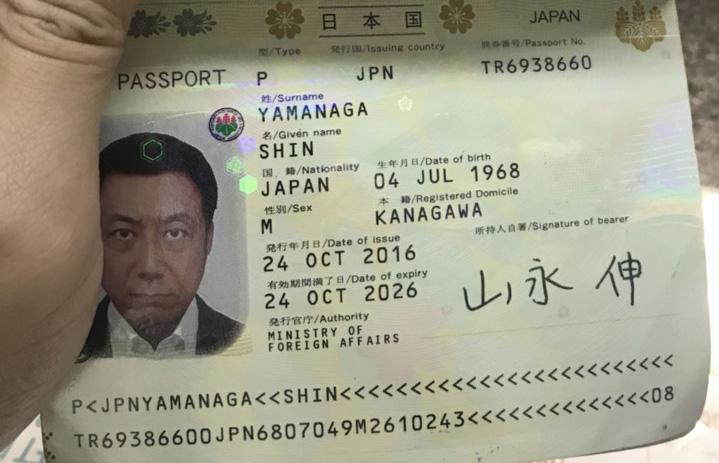 日本国 JAPAN
型/Type 発行国/Issuing country 旅券番号/Passport No.
PASSPORT P JPN TR6938660
姓/Surname
YAMANAGA
名/Given name
SHIN
国籍/Nationality 生年月日/Date of birth
JAPAN 04 JUL 1968
性別/Sex 本籍/Registered Domicile
M KANAGAWA
発行年月日/Date of issue 所持人自署/Signature of bearer
24 OCT 2016
有効期間満了日/Date of expiry
24 OCT 2026
山永 伸
発行官庁/Authority
MINISTRY OF
FOREIGN AFFAIRS
P<JPNYAMANAGA<<SHIN<<<<<<<<<<<<<<<<<<<<<<<<<
TR69386600JPN6807049M2610243<<<<<<<<<<<<<<08